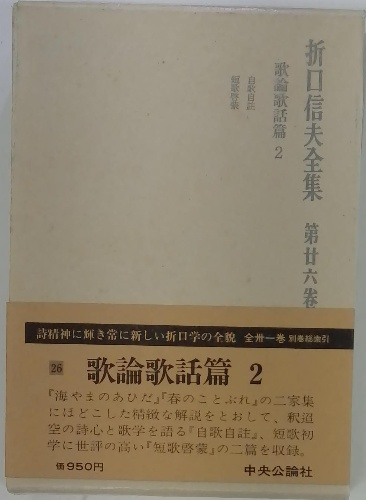 折口信夫全集 第廿六巻
歌論歌話篇 2
自歌自註
短歌啓蒙
詩精神に輝き常に新しい折口学の全貌 全卅一巻 別巻総索引
26 歌論歌話篇 2
『海やまのあひだ』『春のことぶれ』の二家集
にほどこした精緻な解説をとおして、釈迢
空の詩心と歌学を語る『自歌自註』、短歌初
学に世評の高い『短歌啓蒙』の二篇を収録。
価950円
中央公論社